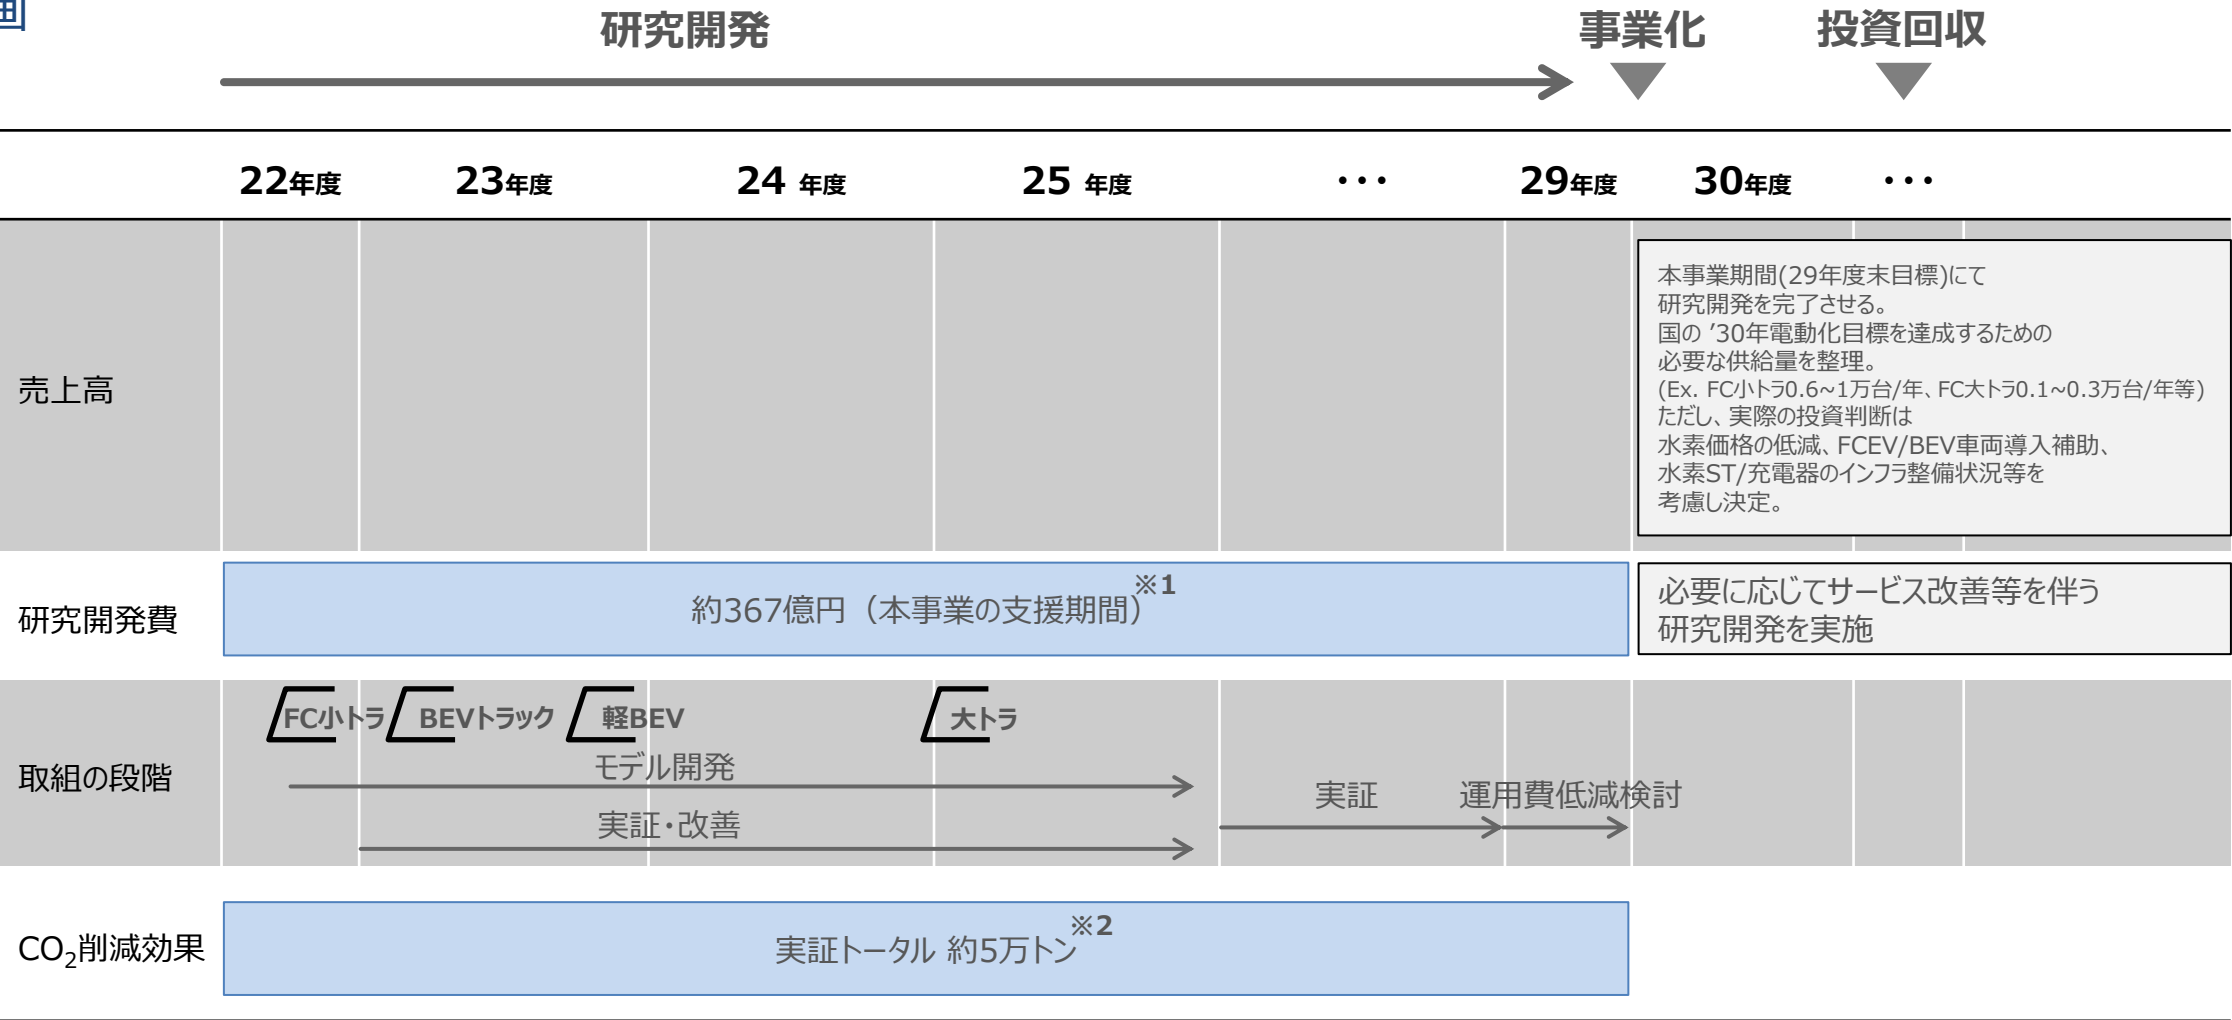 画
研究開発
事業化
投資回収
22年度
23年度
24 年度
25 年度
・・・
29年度
30年度
・・・
売上高
本事業期間(29年度末目標)にて
研究開発を完了させる。
国の ’30年電動化目標を達成するための
必要な供給量を整理。
(Ex. FC小トラ0.6~1万台/年、FC大トラ0.1~0.3万台/年等)
ただし、実際の投資判断は
水素価格の低減、FCEV/BEV車両導入補助、
水素ST/充電器のインフラ整備状況等を
考慮し決定。
研究開発費
約367億円（本事業の支援期間）※1
必要に応じてサービス改善等を伴う
研究開発を実施
取組の段階
FC小トラ
BEVトラック
軽BEV
大トラ
モデル開発
実証・改善
実証
運用費低減検討
CO2削減効果
実証トータル 約5万トン※2